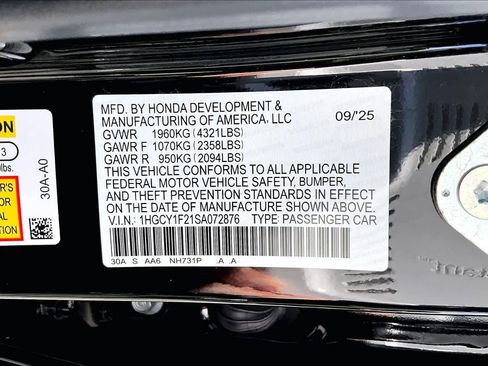 ON
3
30A-A0
R'S
MFD. BY HONDA DEVELOPMENT &
MANUFACTURING OF AMERICA, LLC 09/'25
GVWR 1960KG (4321LBS)
GAWR F 1070KG (2358LBS)
GAWR R 950KG (2094LBS)
THIS VEHICLE CONFORMS TO ALL APPLICABLE
FEDERAL MOTOR VEHICLE SAFETY, BUMPER,
AND THEFT PREVENTION STANDARDS IN EFFECT
ON THE DATE OF MANUFACTURE SHOWN ABOVE.
V.I.N.: 1HGCY1F21SA072876 TYPE: PASSENGER CAR
30A S AA6 NH731P .A .A